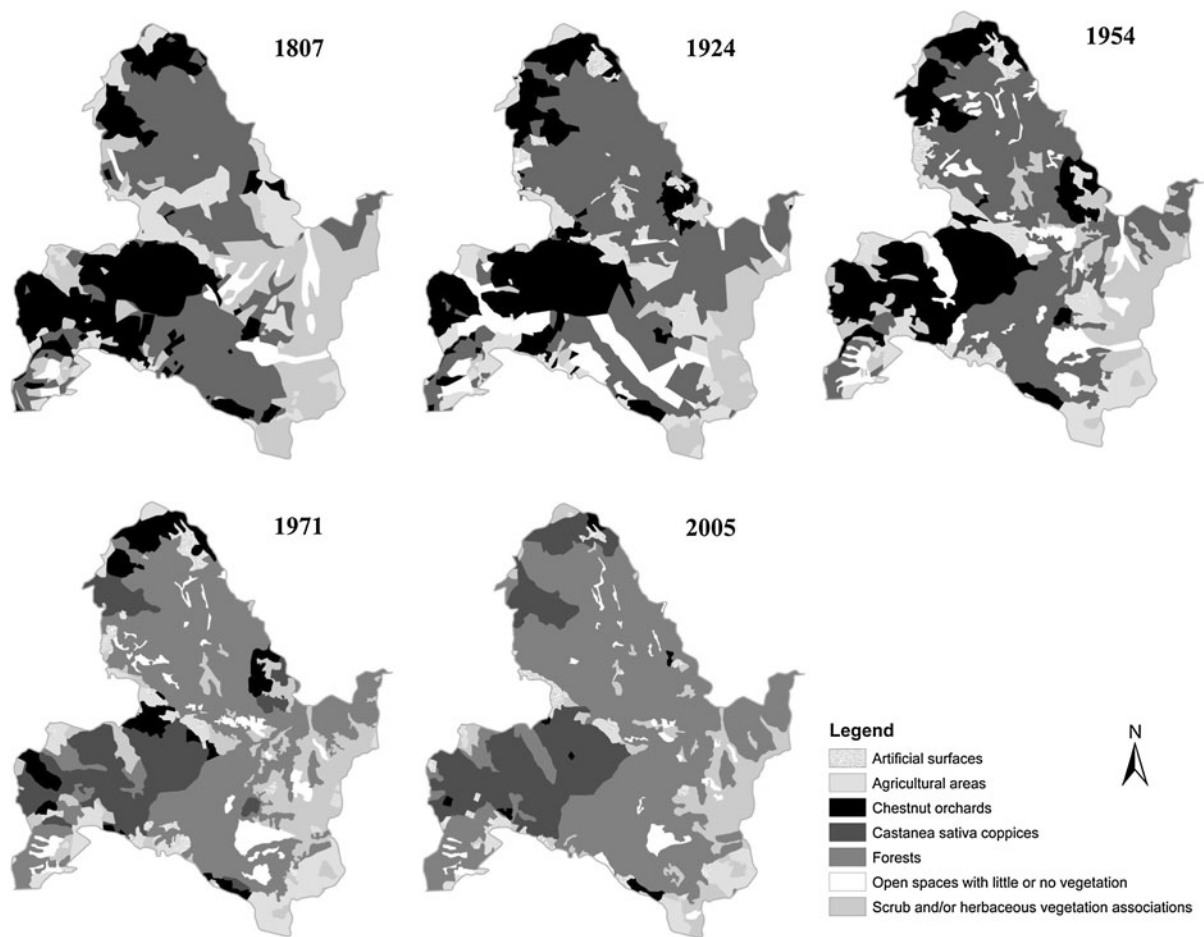 1807
1924
1954
1971
2005
Legend
N
Artificial surfaces
Agricultural areas
Chestnut orchards
Castanea sativa coppices
Forests
Open spaces with little or no vegetation
Scrub and/or herbaceous vegetation associations